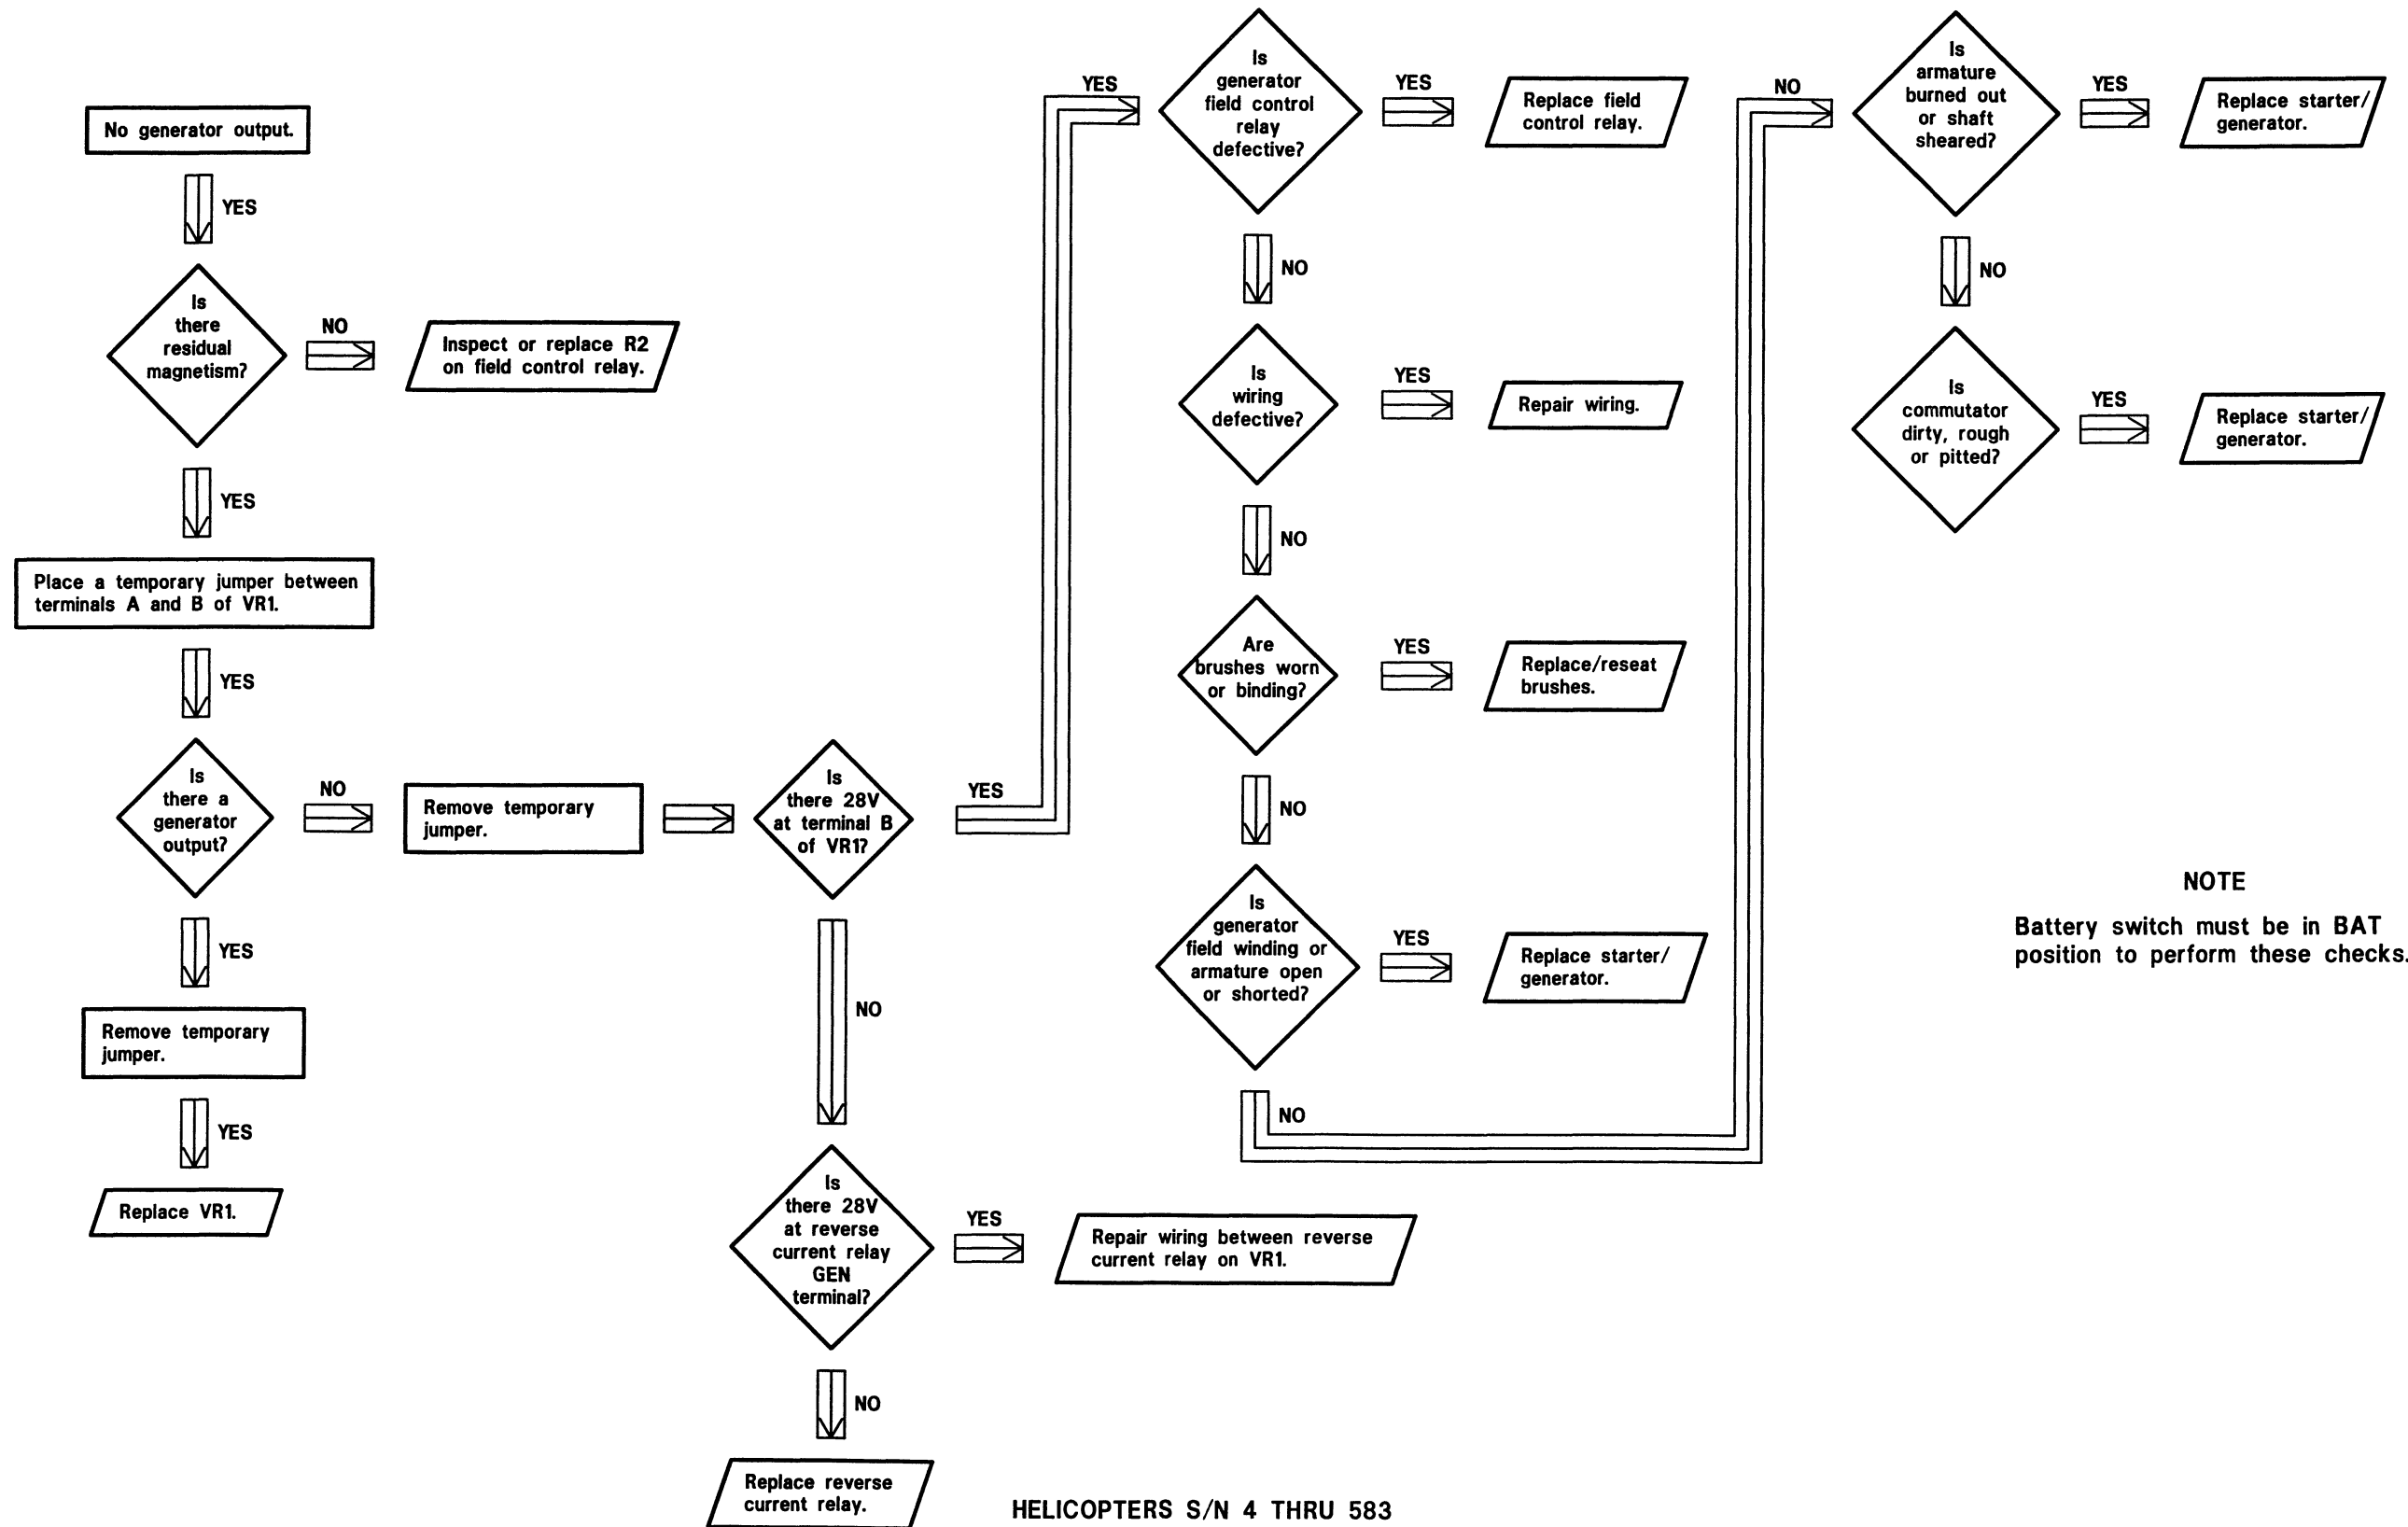 No generator output.
YES
Is
there
residual
magnetism?
NO
Inspect or replace R2
on field control relay.
YES
Place a temporary jumper between
terminals A and B of VR1.
YES
Is
there a
generator
output?
NO
Remove temporary
jumper.
YES
Remove temporary
jumper.
YES
Replace VR1.
Is
there 28V
at terminal B
of VR1?
YES
YES
NO
Is
there 28V
at reverse
current relay
GEN
terminal?
YES
Repair wiring between reverse
current relay on VR1.
NO
Replace reverse
current relay.
Is
generator
field control
relay
defective?
YES
Replace field
control relay.
NO
Is
wiring
defective?
YES
Repair wiring.
NO
Are
brushes worn
or binding?
YES
Replace/reseat
brushes.
NO
Is
generator
field winding or
armature open
or shorted?
YES
Replace starter/
generator.
NO
NO
Is
armature
burned out
or shaft
sheared?
YES
Replace starter/
generator.
NO
Is
commutator
dirty, rough
or pitted?
YES
Replace starter/
generator.
NOTE
Battery switch must be in BAT
position to perform these checks.
HELICOPTERS S/N 4 THRU 583